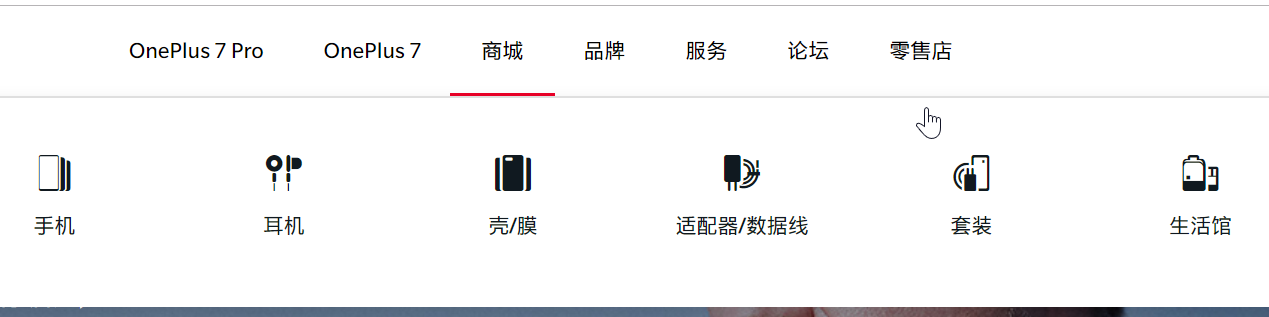 OnePlus 7 Pro OnePlus 7 商城 品牌 服务 论坛 零售店
手机 耳机 壳/膜 适配器/数据线 套装 生活馆